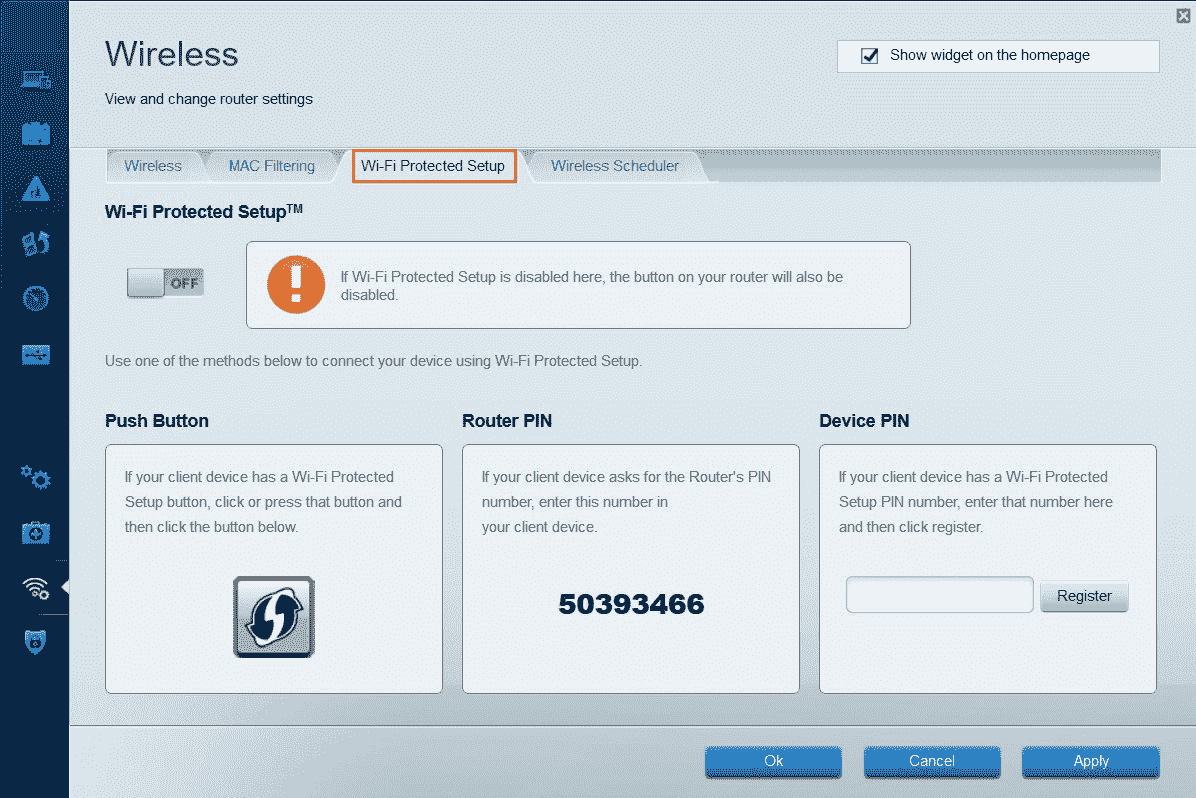 Wireless
Show widget on the homepage
View and change router settings
Wireless
MAC Filtering
Wi-Fi Protected Setup
Wireless Scheduler
Wi-Fi Protected Setup™
OFF
If Wi-Fi Protected Setup is disabled here, the button on your router will also be
disabled.
Use one of the methods below to connect your device using Wi-Fi Protected Setup.
Push Button
If your client device has a Wi-Fi Protected
Setup button, click or press that button and
then click the button below.
Router PIN
If your client device asks for the Router's PIN
number, enter this number in
your client device.
50393466
Device PIN
If your client device has a Wi-Fi Protected
Setup PIN number, enter that number here
and then click register.
Register
Ok
Cancel
Apply